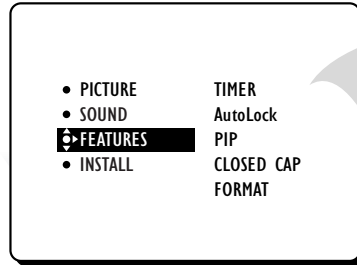 PICTURE TIMER
SOUND AutoLock
FEATURES PIP
INSTALL CLOSED CAP
FORMAT